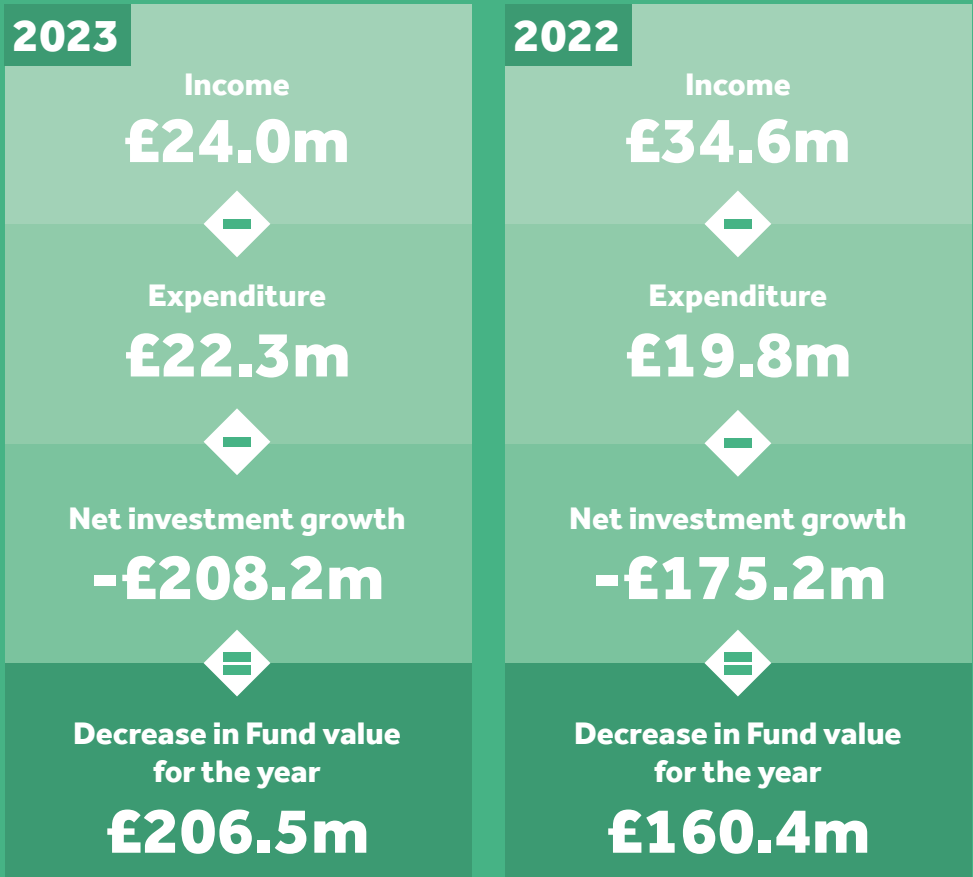 2023
Income
£24.0m
-
Expenditure
£22.3m
-
Net investment growth
-£208.2m
=
Decrease in Fund value
for the year
£206.5m
2022
Income
£34.6m
-
Expenditure
£19.8m
-
Net investment growth
-£175.2m
=
Decrease in Fund value
for the year
£160.4m